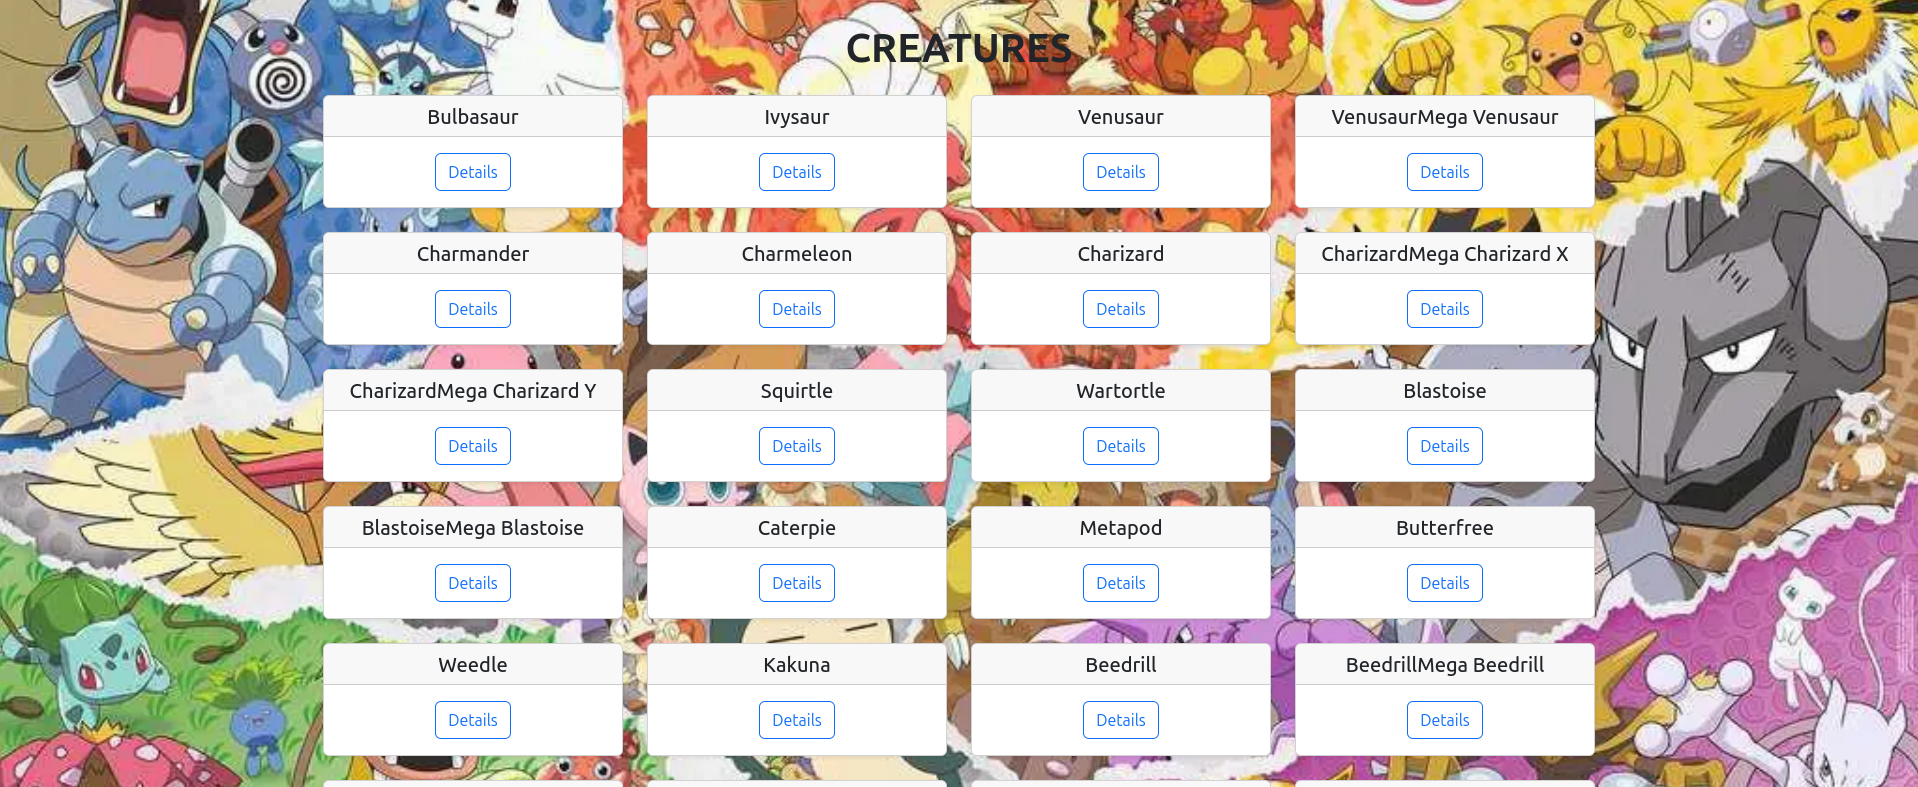 CREATURES
Bulbasaur
Details
Ivysaur
Details
Venusaur
Details
VenusaurMega Venusaur
Details
Charmander
Details
Charmeleon
Details
Charizard
Details
CharizardMega Charizard X
Details
CharizardMega Charizard Y
Details
Squirtle
Details
Wartortle
Details
Blastoise
Details
BlastoiseMega Blastoise
Details
Caterpie
Details
Metapod
Details
Butterfree
Details
Weedle
Details
Kakuna
Details
Beedrill
Details
BeedrillMega Beedrill
Details